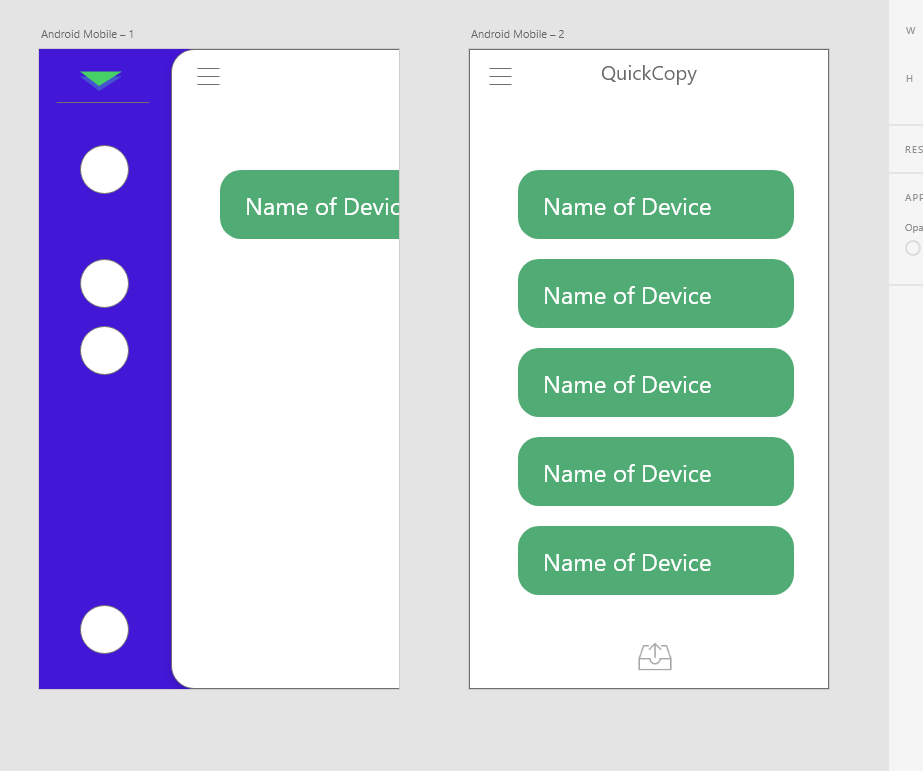 Android Mobile – 1
Name of Devic
Android Mobile – 2
QuickCopy
Name of Device
Name of Device
Name of Device
Name of Device
Name of Device
W
H
RES
APP
Opa